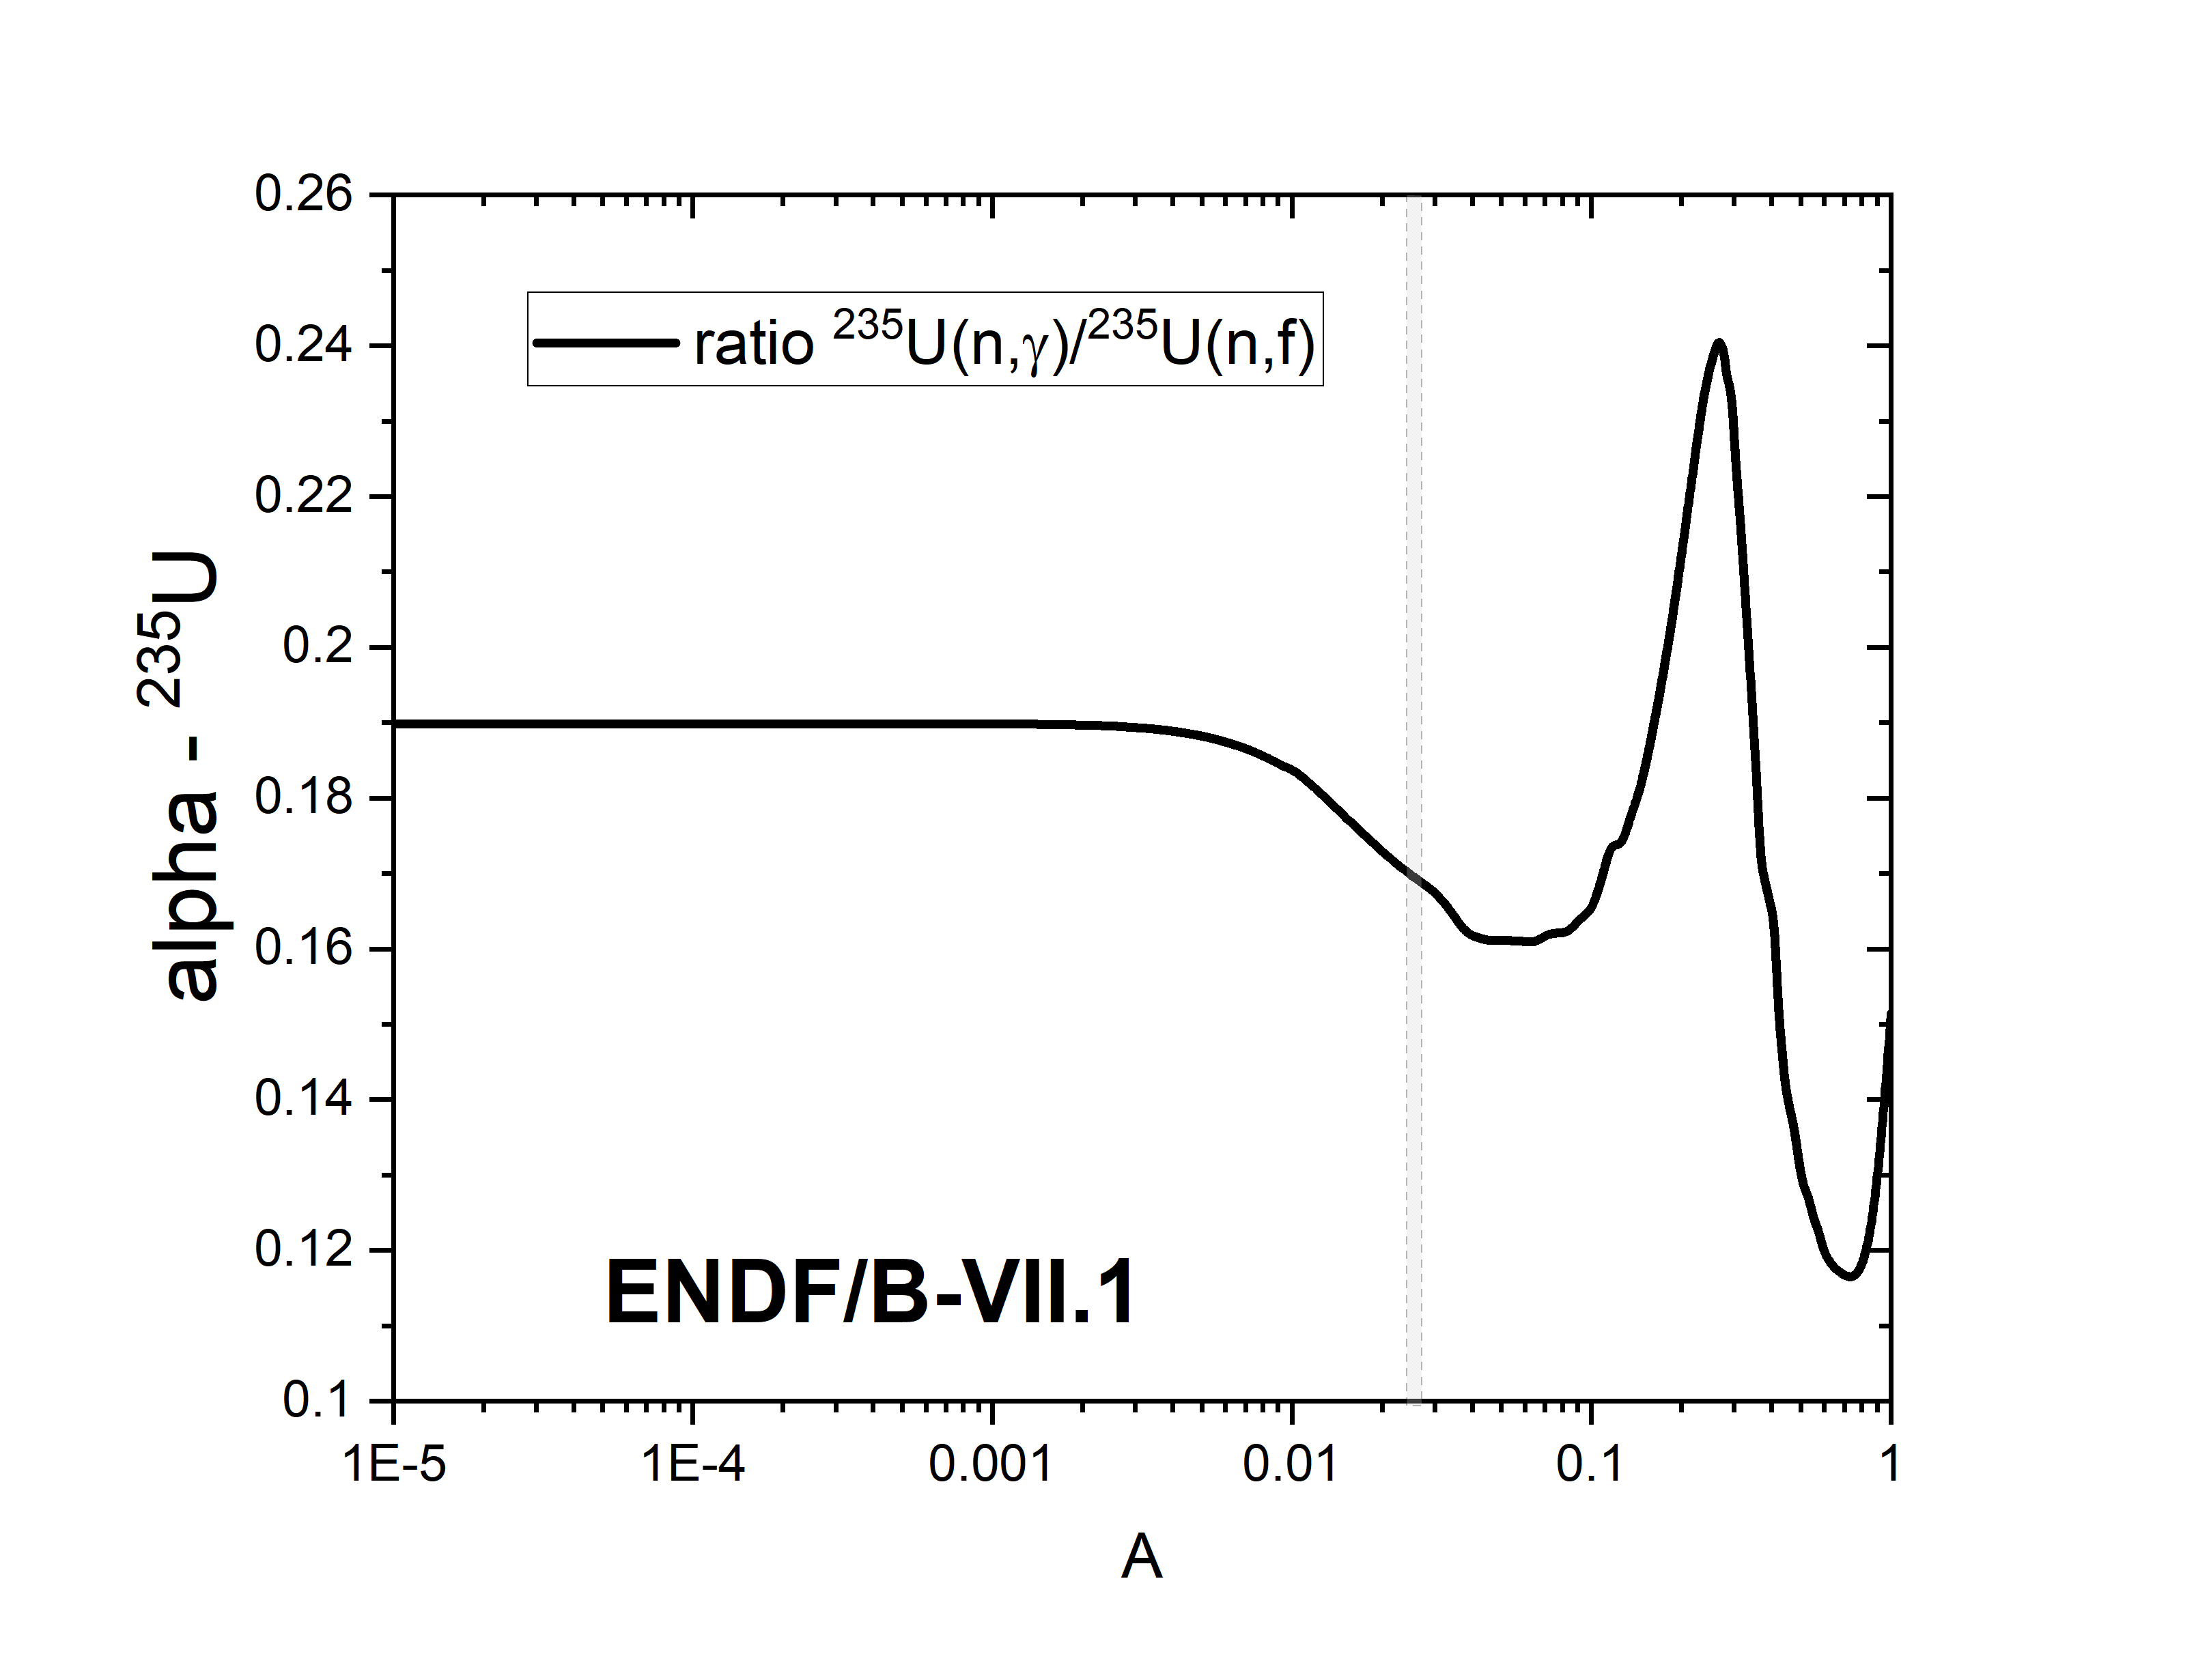 0.26
0.24
0.22
0.2
0.18
0.16
0.14
0.12
0.1
alpha - ²³⁵U
ratio ²³⁵U(n,γ)/²³⁵U(n,f)
ENDF/B-VII.1
1E-5 1E-4 0.001 0.01 0.1 1
A